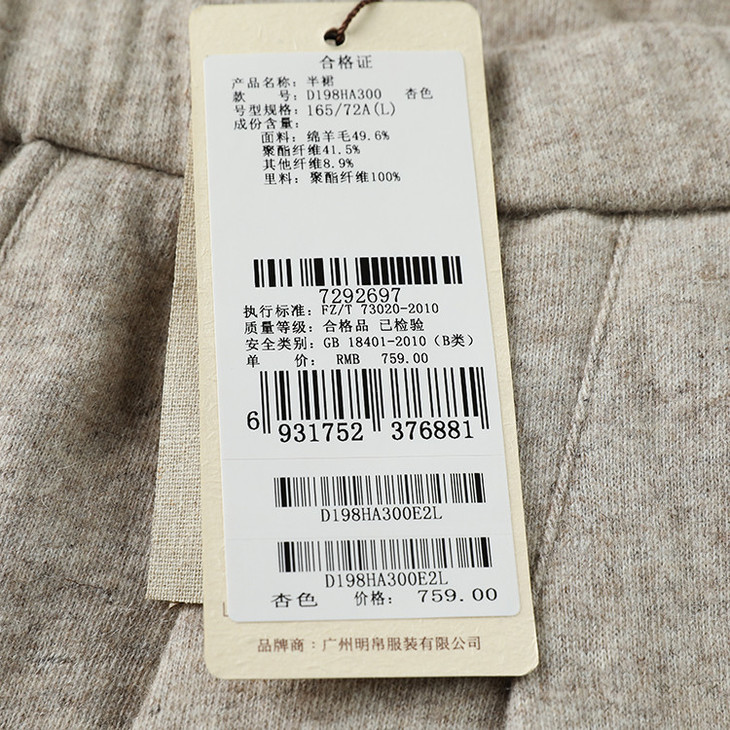 合格证
产品名称：半裙
款　　号：D198HA300　杏色
号型规格：165/72A(L)
成份含量：
面料：绵羊毛49.6%
聚酯纤维41.5%
其他纤维8.9%
里料：聚酯纤维100%
7292697
执行标准：FZ/T 73020-2010
质量等级：合格品 已检验
安全类别：GB 18401-2010（B类）
单　　价：RMB 759.00
6 931752 376881
D198HA300E2L
D198HA300E2L
杏色　价格：759.00
品牌商：广州明帛服装有限公司